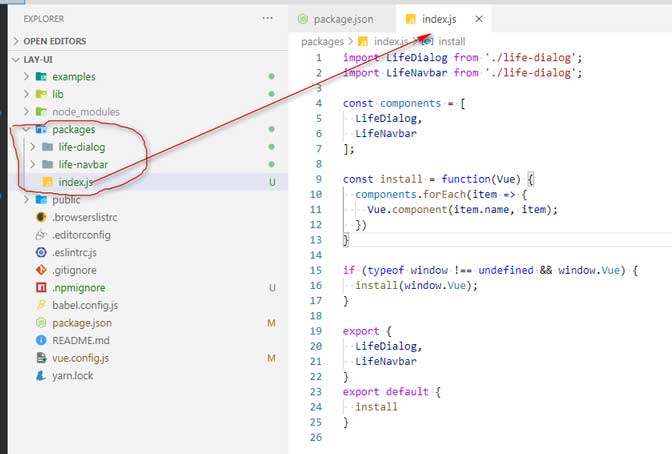 EXPLORER
OPEN EDITORS
LAY-UI
examples
lib
node_modules
packages
life-dialog
life-navbar
index.js U
public
.browserslistrc
.editorconfig
.eslintrc.js
.gitignore
.npmignore U
babel.config.js
package.json M
README.md
vue.config.js M
yarn.lock
package.json index.js
packages > index.js > install
1 import LifeDialog from './life-dialog';
2 import LifeNavbar from './life-navbar';
3
4 const components = [
5 LifeDialog,
6 LifeNavbar
7 ];
8
9 const install = function(Vue) {
10 components.forEach(item => {
11 Vue.component(item.name, item);
12 })
13 }
14
15 if (typeof window !== undefined && window.Vue) {
16 install(window.Vue);
17 }
18
19 export {
20 LifeDialog,
21 LifeNavbar
22 }
23 export default {
24 install
25 }
26